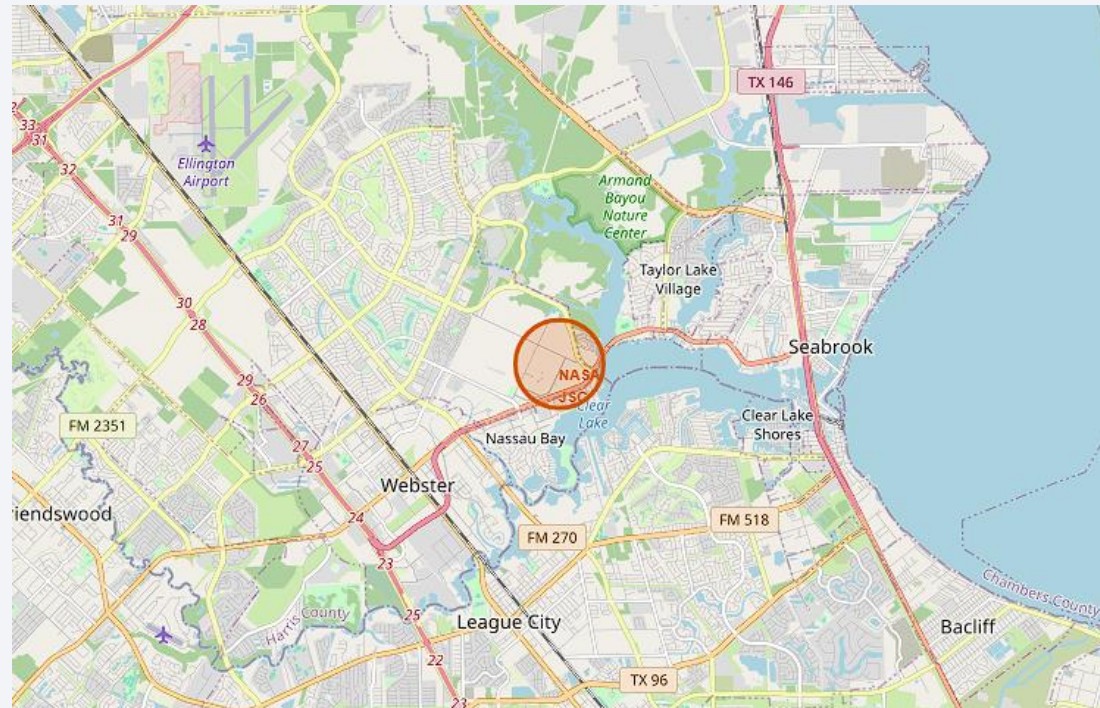 TX 146
Ellington
Airport
33
31
32
Armand
Bayou
Nature
Center
31
29
Taylor Lake
Village
30
28
Seabrook
29
26
NASA
JSC
Clear
Lake
Clear Lake
Shores
FM 2351
Nassau Bay
27
25
Webster
riendswood
24
FM 518
FM 270
23
Chambers County
25
Harris County
League City
Bacliff
22
TX 96
23